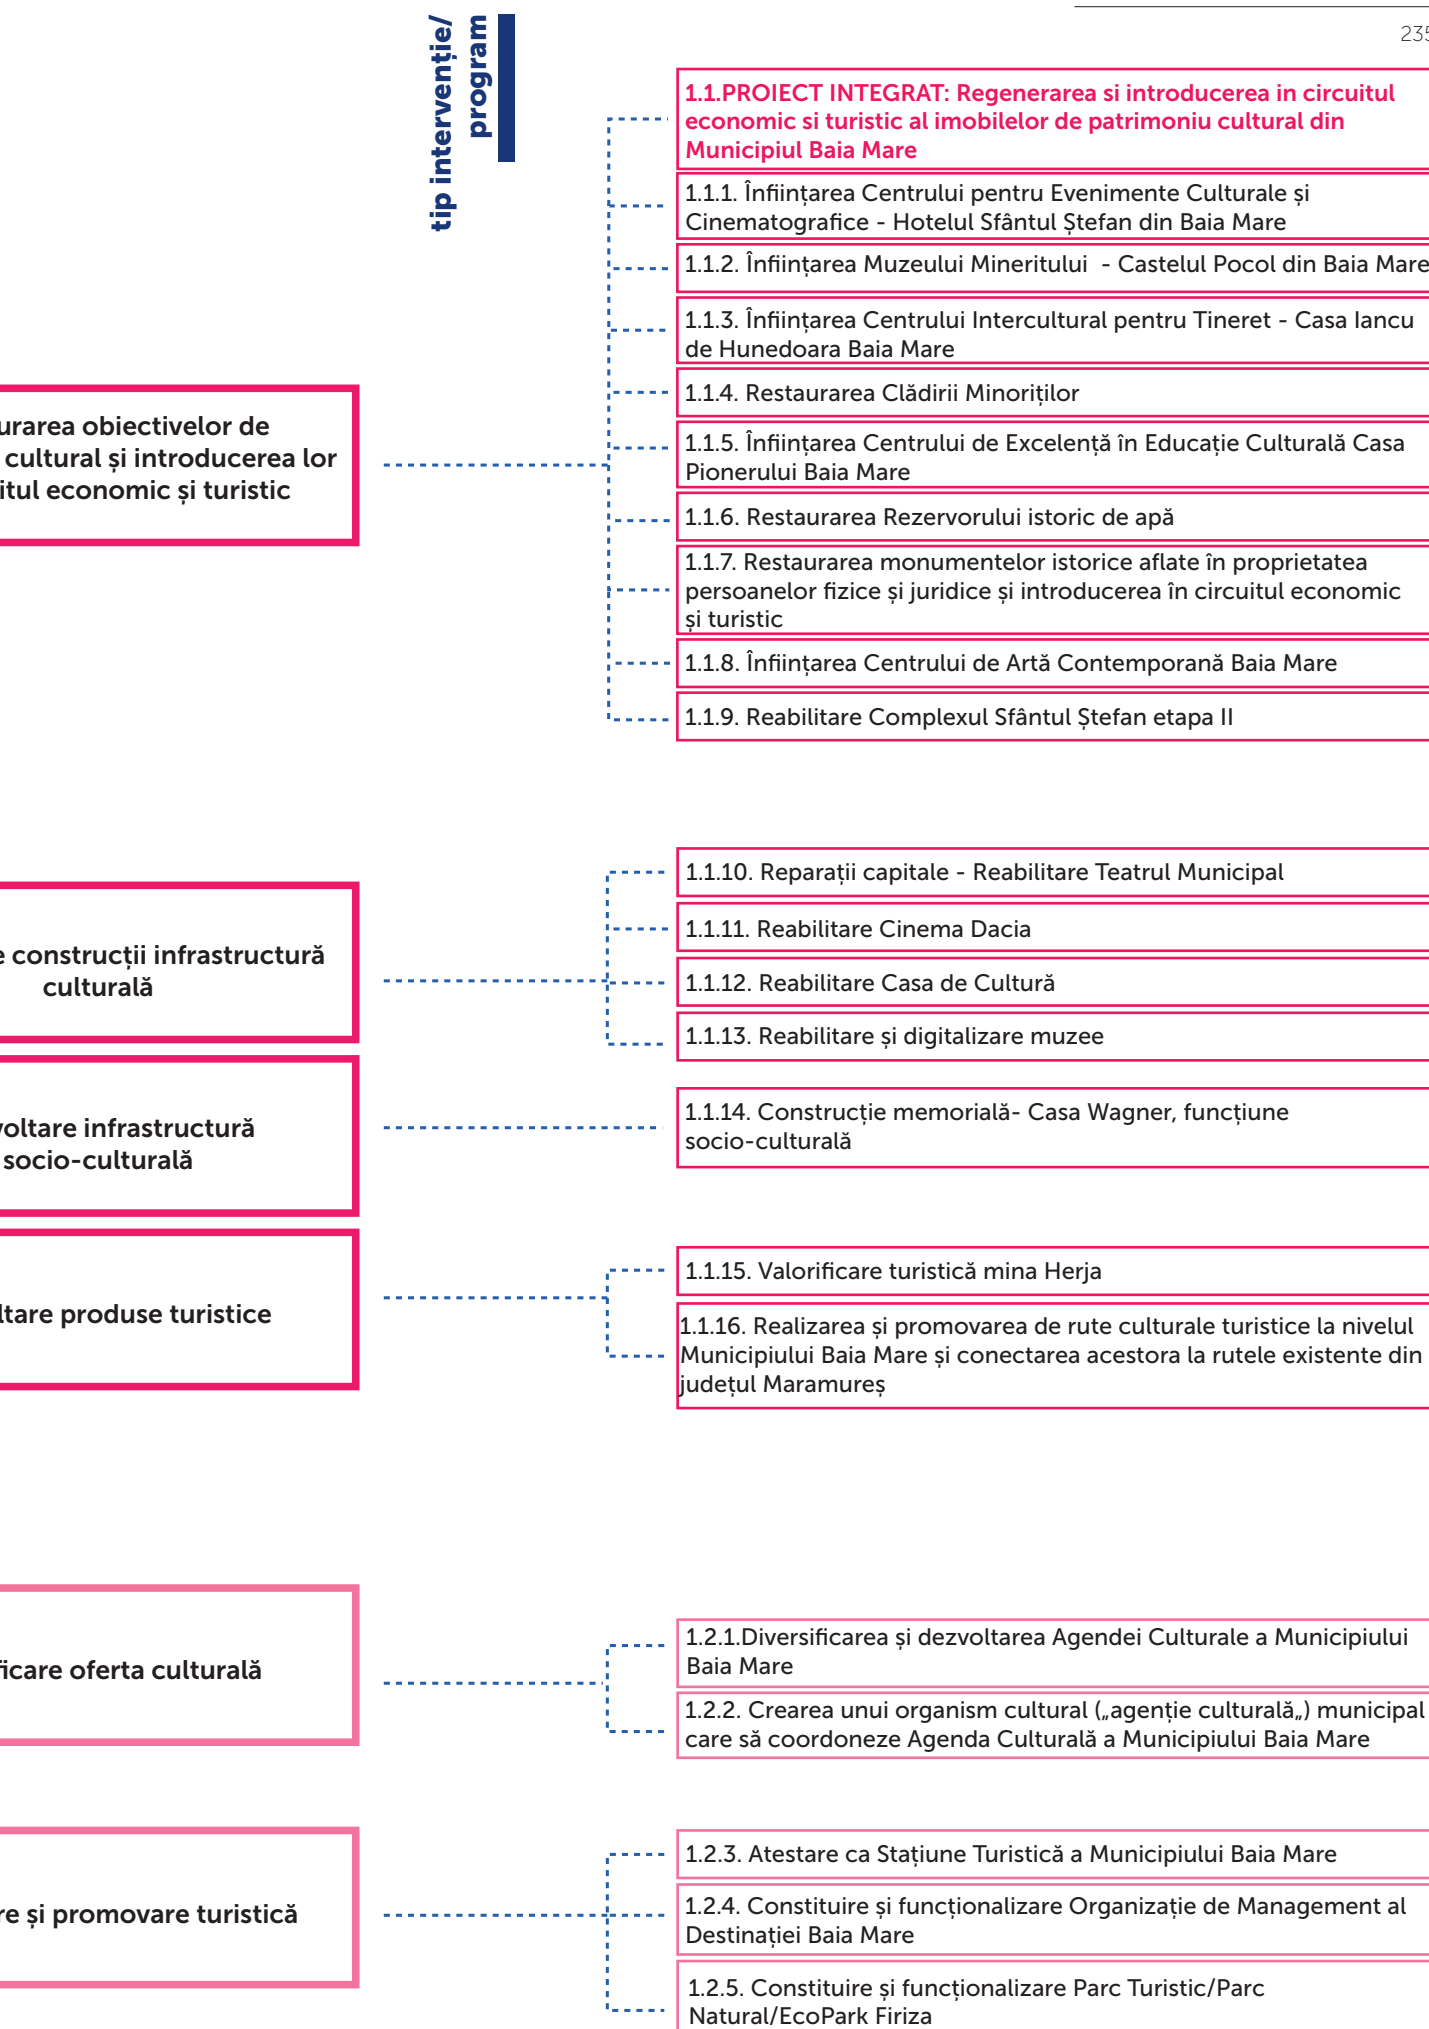 tip intervenție/
program
235
1.1.PROIECT INTEGRAT: Regenerarea si introducerea in circuitul
economic si turistic al imobilelor de patrimoniu cultural din
Municipiul Baia Mare
1.1.1. Înființarea Centrului pentru Evenimente Culturale și
Cinematografice - Hotelul Sfântul Ștefan din Baia Mare
1.1.2. Înființarea Muzeului Mineritului - Castelul Pocol din Baia Mare
1.1.3. Înființarea Centrului Intercultural pentru Tineret - Casa Iancu
de Hunedoara Baia Mare
1.1.4. Restaurarea Clădirii Minoriților
urarea obiectivelor de
cultural și introducerea lor
itul economic și turistic
1.1.5. Înființarea Centrului de Excelență în Educație Culturală Casa
Pionerului Baia Mare
1.1.6. Restaurarea Rezervorului istoric de apă
1.1.7. Restaurarea monumentelor istorice aflate în proprietatea
persoanelor fizice și juridice și introducerea în circuitul economic
și turistic
1.1.8. Înființarea Centrului de Artă Contemporană Baia Mare
1.1.9. Reabilitare Complexul Sfântul Ștefan etapa II
e construcții infrastructură
culturală
1.1.10. Reparații capitale - Reabilitare Teatrul Municipal
1.1.11. Reabilitare Cinema Dacia
1.1.12. Reabilitare Casa de Cultură
1.1.13. Reabilitare și digitalizare muzee
voltare infrastructură
socio-culturală
1.1.14. Construcție memorială- Casa Wagner, funcțiune
socio-culturală
ltare produse turistice
1.1.15. Valorificare turistică mina Herja
1.1.16. Realizarea și promovarea de rute culturale turistice la nivelul
Municipiului Baia Mare și conectarea acestora la rutele existente din
județul Maramureș
ficare oferta culturală
1.2.1.Diversificarea și dezvoltarea Agendei Culturale a Municipiului
Baia Mare
1.2.2. Crearea unui organism cultural („agenție culturală„) municipal
care să coordoneze Agenda Culturală a Municipiului Baia Mare
re și promovare turistică
1.2.3. Atestare ca Stațiune Turistică a Municipiului Baia Mare
1.2.4. Constituire și funcționalizare Organizație de Management al
Destinației Baia Mare
1.2.5. Constituire și funcționalizare Parc Turistic/Parc
Natural/EcoPark Firiza